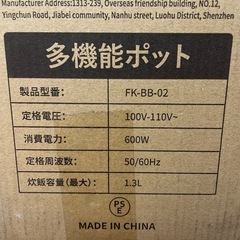 Manufacturer Address:1313-239, Overseas friendship building, NO.12,
Yingchun Road, Jiabei community, Nanhu street, Luohu District, Shenzhen
多機能ポット
製品型番： FK-BB-02
定格電圧： 100V-110V~
消費電力： 600W
定格周波数： 50/60Hz
炊飯容量（最大）： 1.3L
PS
E
MADE IN CHINA